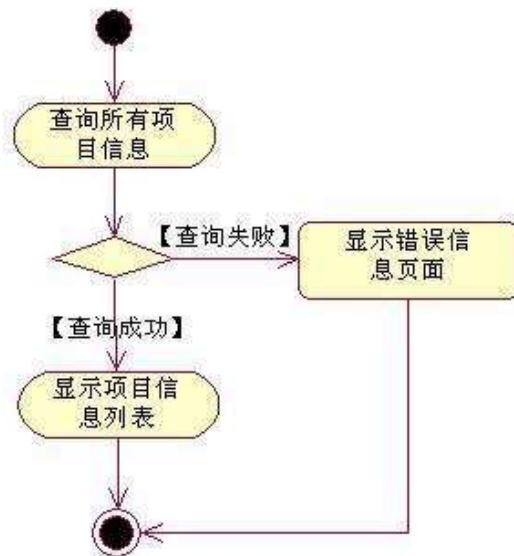 查询所有项
目信息
【查询失败】
显示错误信
息页面
【查询成功】
显示项目信
息列表